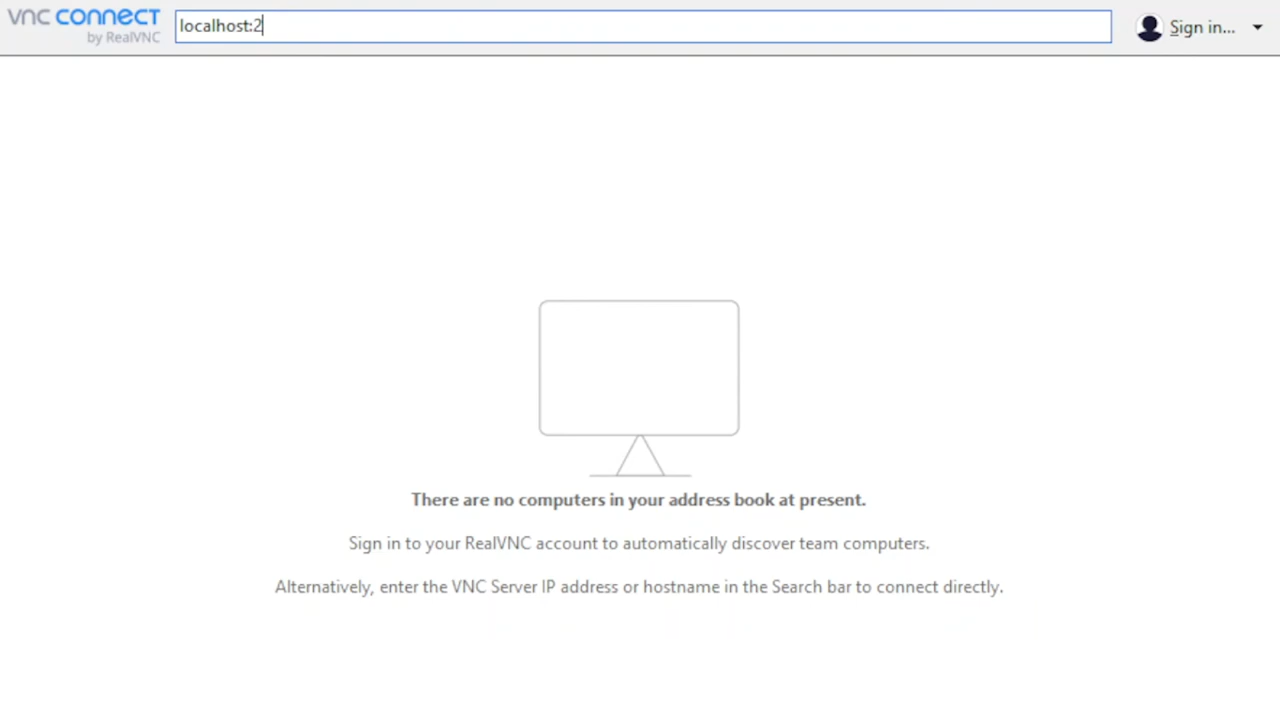 vnc connect
by RealVNC
localhost:2
Sign in...
There are no computers in your address book at present.
Sign in to your RealVNC account to automatically discover team computers.
Alternatively, enter the VNC Server IP address or hostname in the Search bar to connect directly.